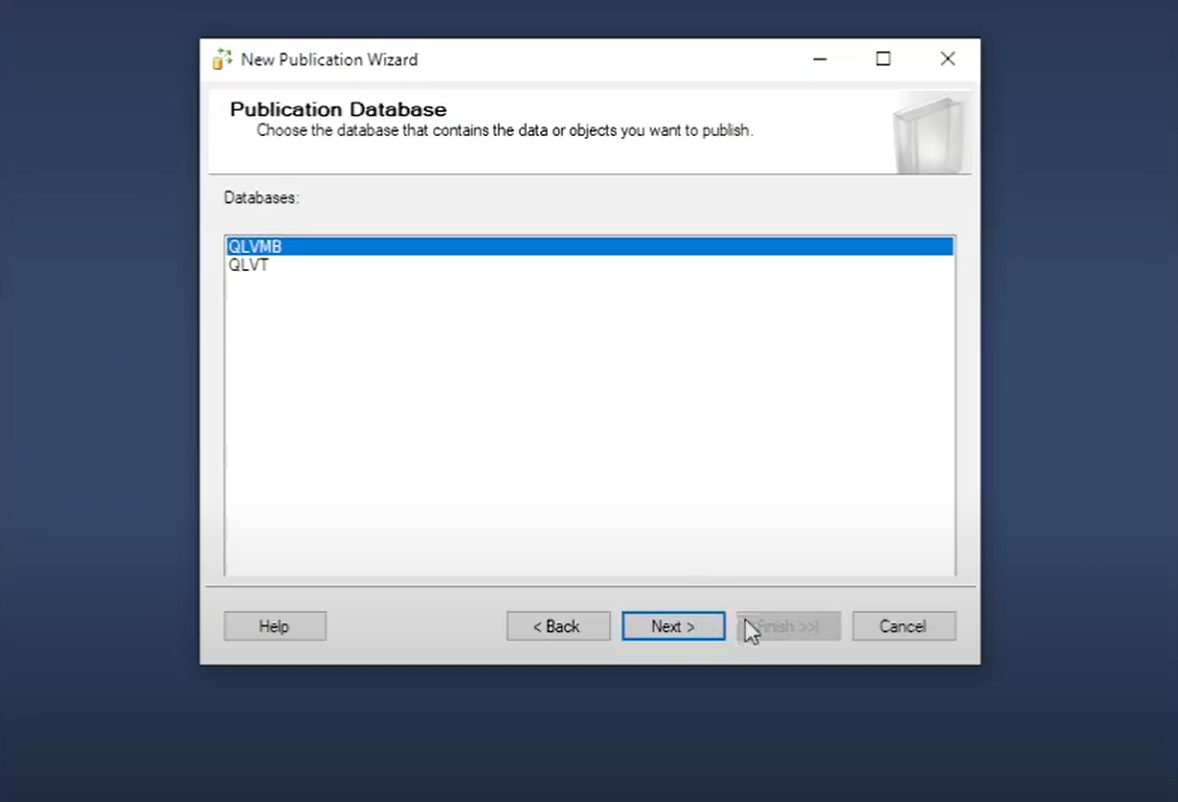 New Publication Wizard
Publication Database
Choose the database that contains the data or objects you want to publish.
Databases:
QLVMB
QLVT
Help
< Back
Next >
Finish >>|
Cancel